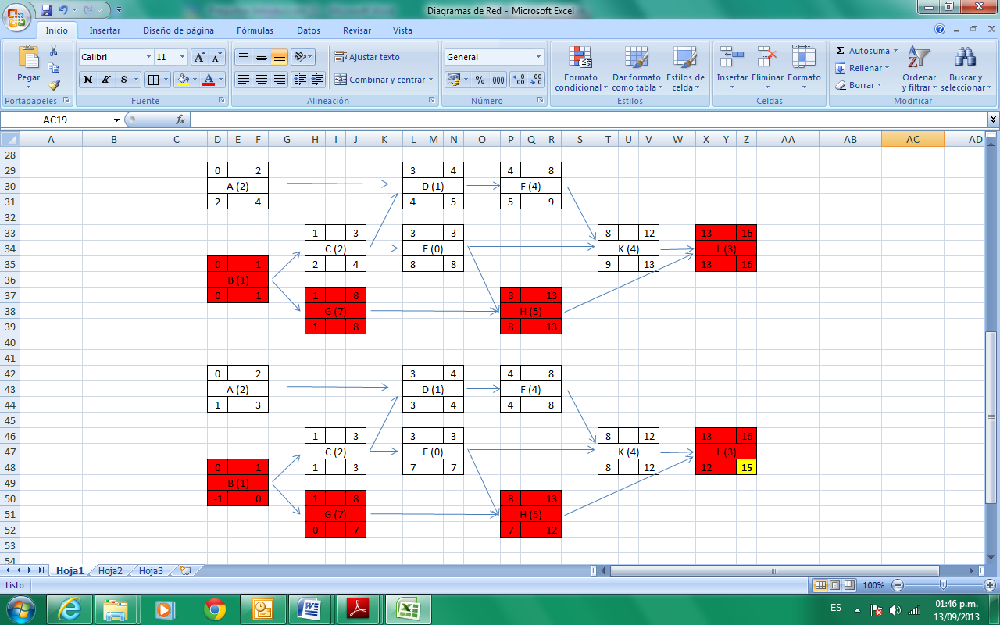 Diagramas de Red - Microsoft Excel
Inicio Insertar Diseño de página Fórmulas Datos Revisar Vista
Pegar
Portapapeles
Calibri 11
N K S A
Fuente
Ajustar texto
Combinar y centrar
Alineación
General
% 000
Número
Formato condicional
Dar formato como tabla
Estilos de celda
Estilos
Insertar Eliminar Formato
Celdas
Σ Autosuma
Rellenar
Borrar
Ordenar y filtrar
Buscar y seleccionar
Modificar
AC19 fx
A B C D E F G H I J K L M N O P Q R S T U V W X Y Z AA AB AC AD
28
29 0 2 3 4 4 8
30 A (2) D (1) F (4)
31 2 4 4 5 5 9
32
33 1 3 3 3 8 12 13 16
34 C (2) E (0) K (4) L (3)
35 0 1 2 4 8 8 9 13 13 16
36 B (1)
37 0 1 1 8 8 13
38 G (7) H (5)
39 1 8 8 13
40
41
42 0 2 3 4 4 8
43 A (2) D (1) F (4)
44 1 3 3 4 4 8
45
46 1 3 3 3 8 12 13 16
47 C (2) E (0) K (4) L (3)
48 0 1 1 3 7 7 8 12 12 15
49 B (1)
50 -1 0 1 8 8 13
51 G (7) H (5)
52 0 7 7 12
53
54
Hoja1 Hoja2 Hoja3
Listo 100%
ES 01:46 p.m.
13/09/2013